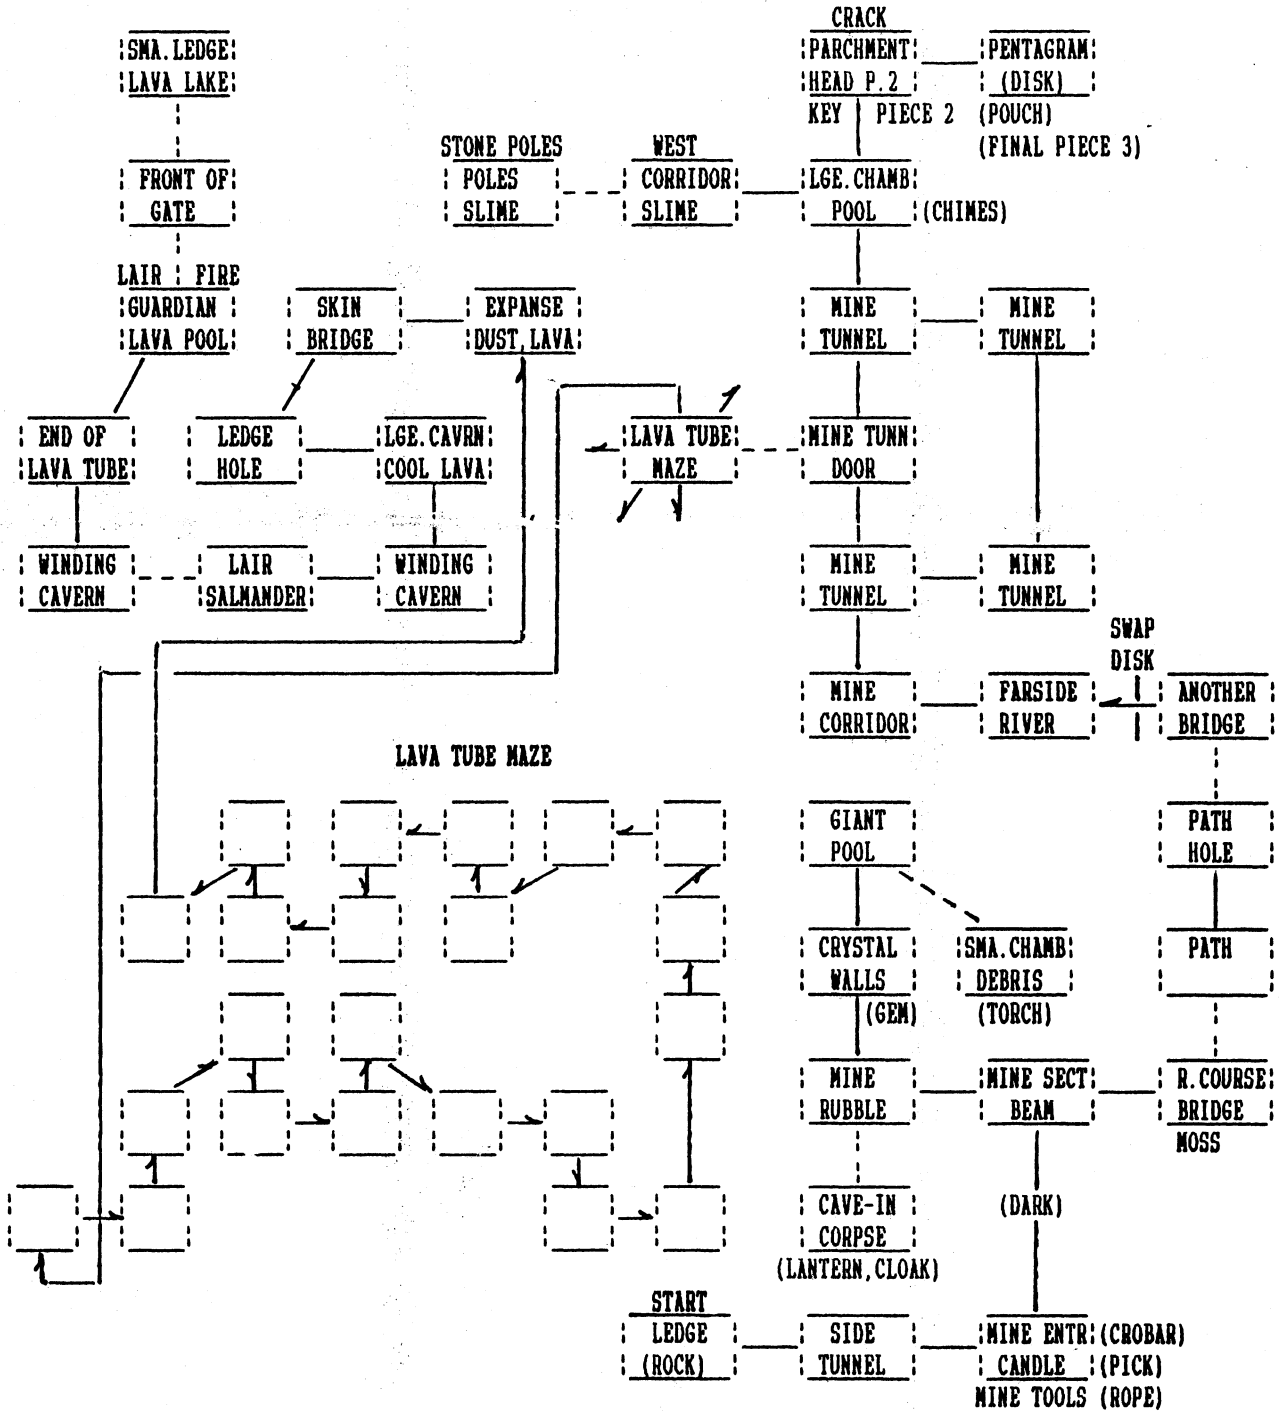 CRACK
SMA.LEDGE
LAVA LAKE
PARCHMENT
HEAD P.2
KEY PIECE 2
PENTAGRAM
(DISK)
(POUCH)
(FINAL PIECE 3)
FRONT OF
GATE
STONE POLES
POLES
SLIME
WEST
CORRIDOR
SLIME
LGE.CHAMB
POOL
(CHIMES)
LAIR FIRE
GUARDIAN
LAVA POOL
SKIN
BRIDGE
EXPANSE
DUST LAVA
MINE
TUNNEL
MINE
TUNNEL
END OF
LAVA TUBE
LEDGE
HOLE
LGE.CAVRN
COOL LAVA
LAVA TUBE
MAZE
MINE TUNN
DOOR
WINDING
CAVERN
LAIR
SALMANDER
WINDING
CAVERN
MINE
TUNNEL
MINE
TUNNEL
SWAP
DISK
MINE
CORRIDOR
FARSIDE
RIVER
ANOTHER
BRIDGE
LAVA TUBE MAZE
GIANT
POOL
PATH
HOLE
CRYSTAL
WALLS
(GEM)
SMA.CHAMB
DEBRIS
(TORCH)
PATH
MINE
RUBBLE
MINE SECT
BEAM
R.COURSE
BRIDGE
MOSS
CAVE-IN
CORPSE
(LANTERN,CLOAK)
(DARK)
START
LEDGE
(ROCK)
SIDE
TUNNEL
MINE ENTR
CANDLE
MINE TOOLS
(CROBAR)
(PICK)
(ROPE)